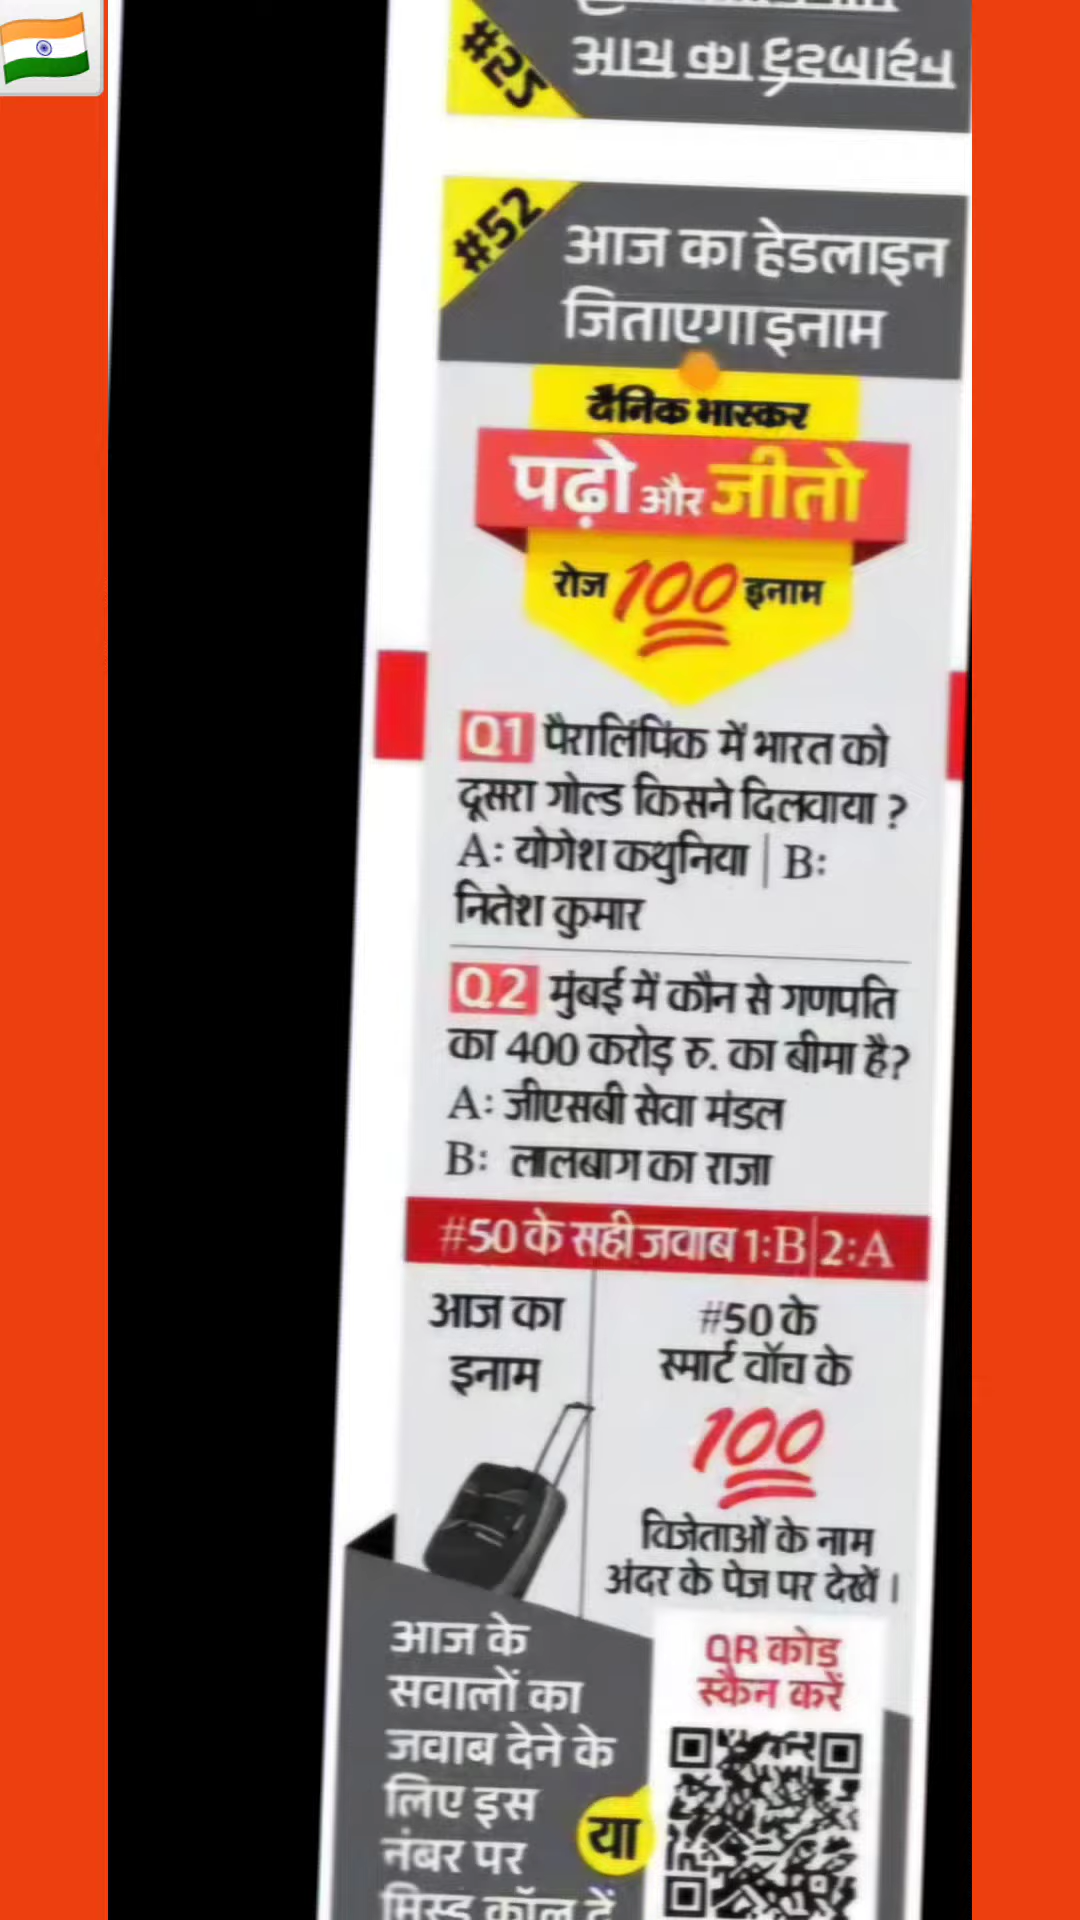 #52
आज का हेडलाइन
जिताएगा इनाम
दैनिक भास्कर
पढ़ो और जीतो
रोज 100 इनाम
Q1 पैरालिंपिक में भारत को
दूसरा गोल्ड किसने दिलवाया ?
A: योगेश कथुनिया | B:
नितेश कुमार
Q2 मुंबई में कौन से गणपति
का 400 करोड़ रु. का बीमा है?
A: जीएसबी सेवा मंडल
B: लालबाग का राजा
#50 के सही जवाब 1:B|2:A
आज का
इनाम
#50 के
स्मार्ट वॉच के
100
विजेताओं के नाम
अंदर के पेज पर देखें।
आज के
सवालों का
जवाब देने के
लिए इस
नंबर पर
मिस्ड कॉल दें
या
QR कोड
स्कैन करें